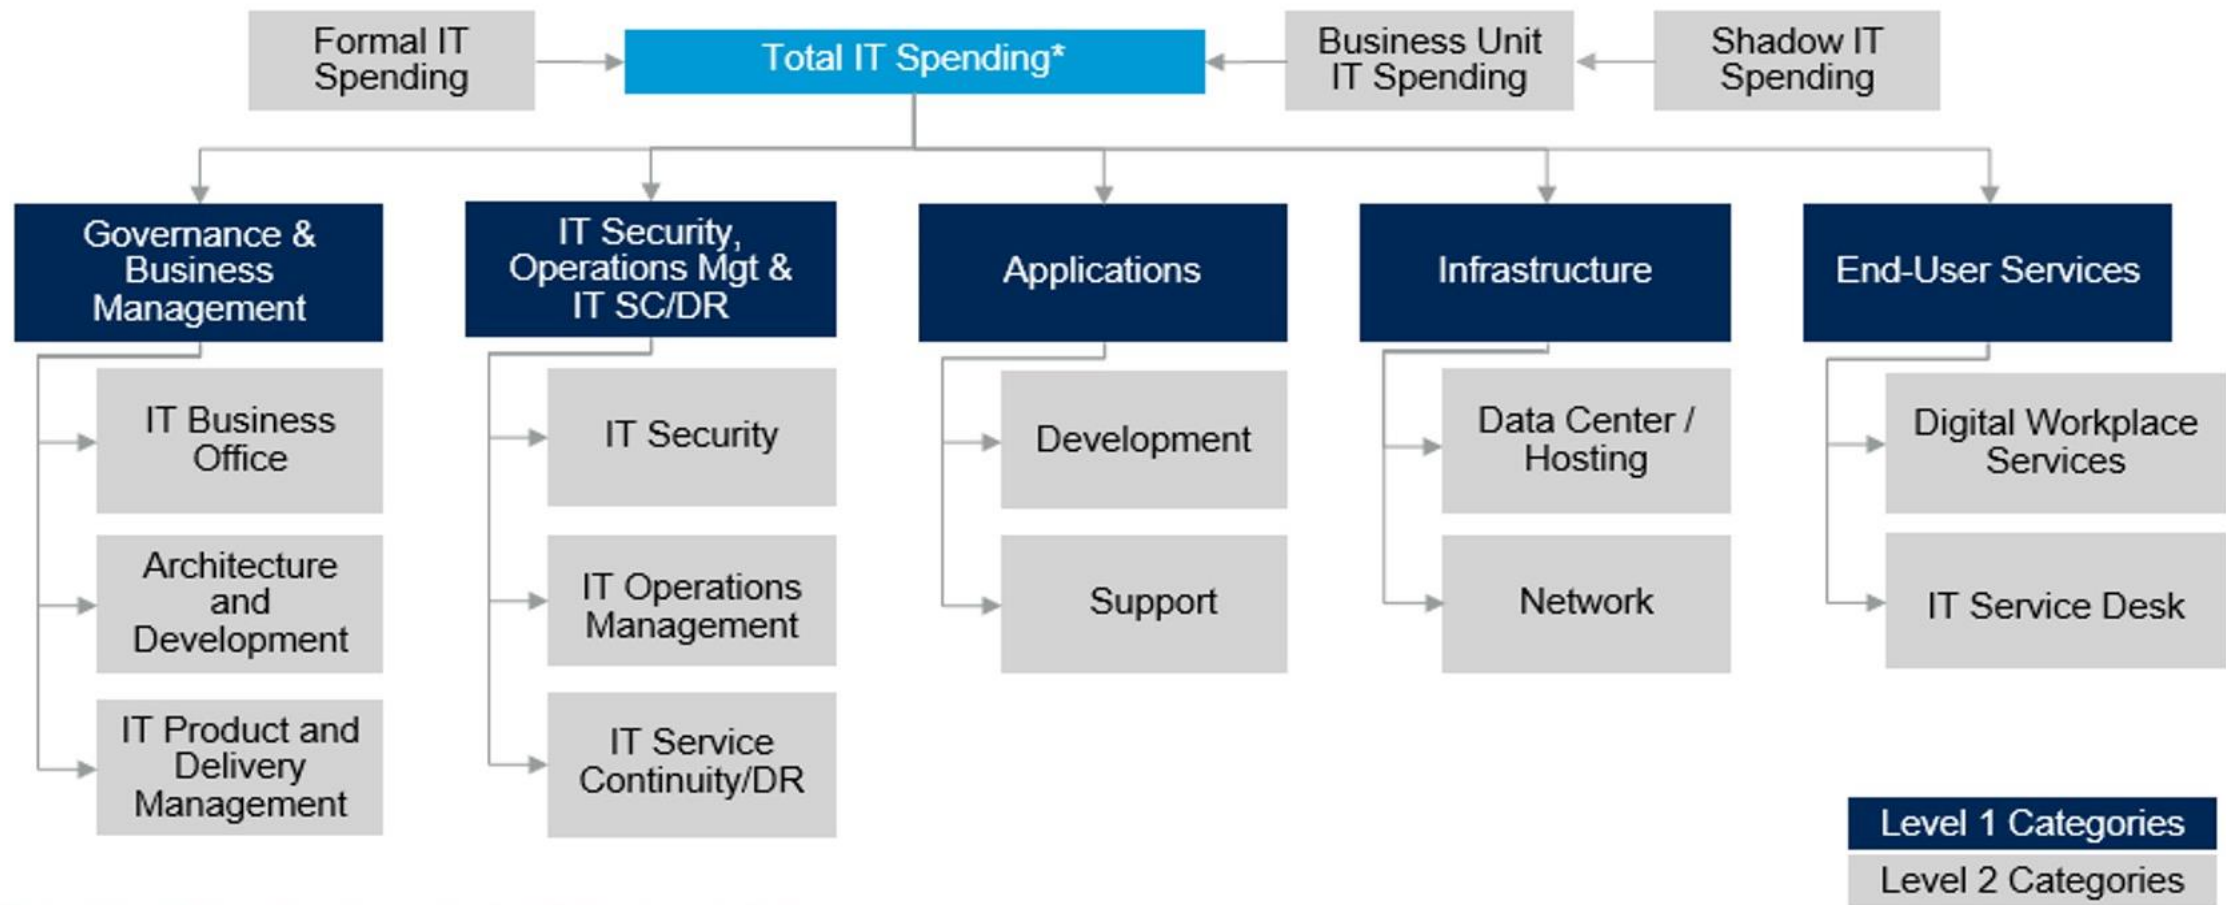 Formal IT
Spending
Total IT Spending*
Business Unit
IT Spending
Shadow IT
Spending
Governance &
Business
Management
IT Security,
Operations Mgt &
IT SC/DR
Applications
Infrastructure
End-User Services
IT Business
Office
Architecture
and
Development
IT Product and
Delivery
Management
IT Security
IT Operations
Management
IT Service
Continuity/DR
Development
Support
Data Center /
Hosting
Network
Digital Workplace
Services
IT Service Desk
Level 1 Categories
Level 2 Categories